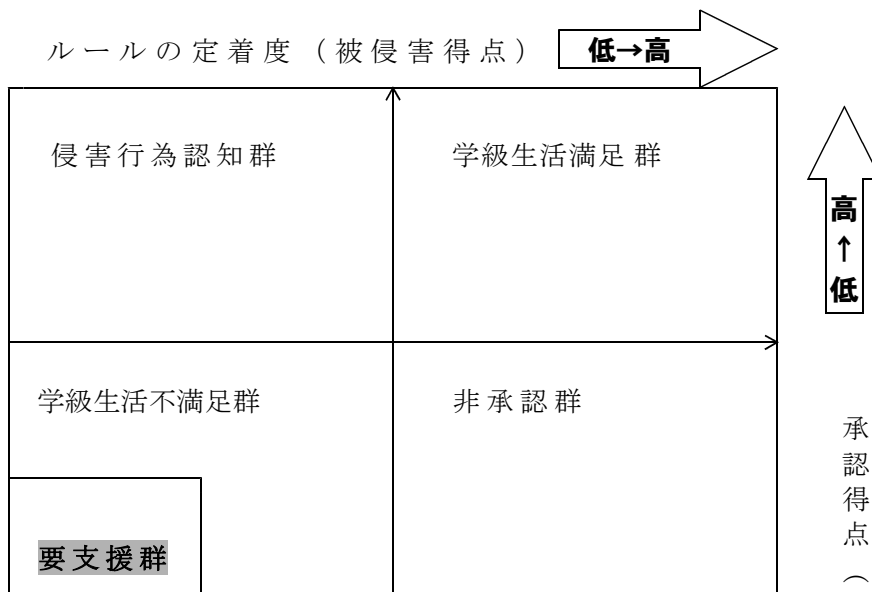 ルールの定着度（被侵害得点） 低→高
侵害行為認知群 学級生活満足群
高↑低
学級生活不満足群 非承認群
承認得点（
要支援群